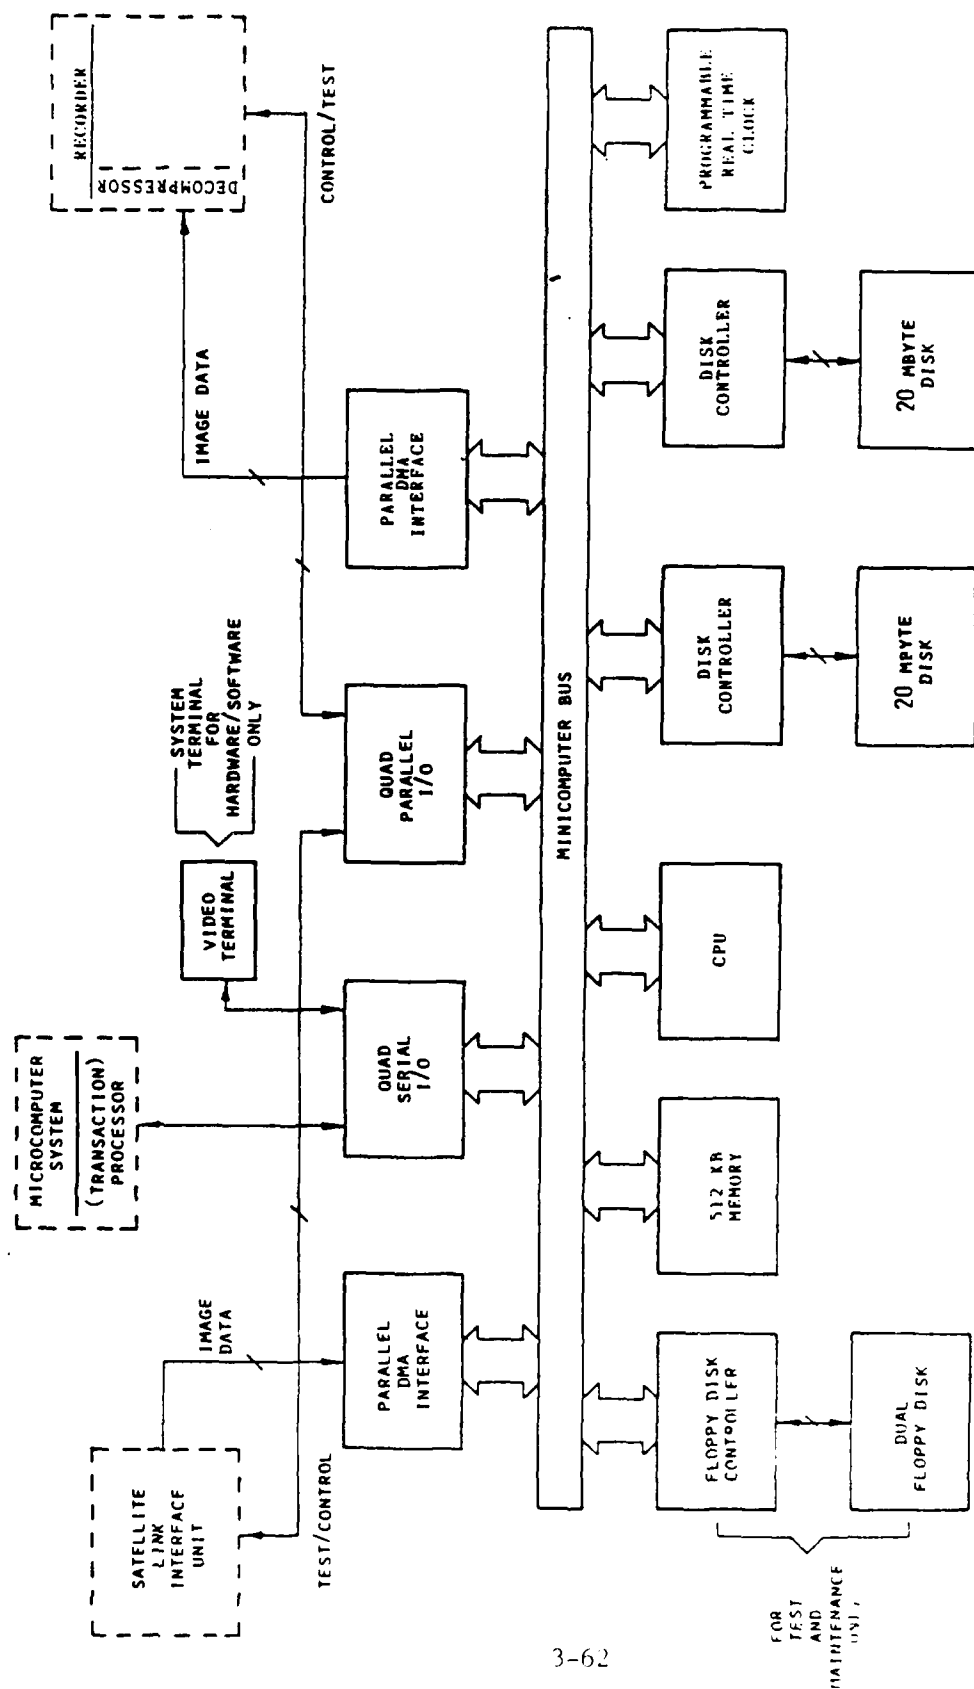 SATELLITE
LINK
INTERFACE
UNIT
MICROCOMPUTER
SYSTEM
(TRANSACTION)
PROCESSOR
RECORDER
DECOMPRESSOR
IMAGE
DATA
TEST/CONTROL
VIDEO
TERMINAL
SYSTEM
TERMINAL
FOR
HARDWARE/SOFTWARE
ONLY
IMAGE DATA
CONTROL/TEST
PARALLEL
DMA
INTERFACE
QUAD
SERIAL
I/O
QUAD
PARALLEL
I/O
PARALLEL
DMA
INTERFACE
MINICOMPUTER BUS
FLOPPY DISK
CONTROLLER
512 KB
MEMORY
CPU
DISK
CONTROLLER
DISK
CONTROLLER
PROGRAMMABLE
REAL TIME
CLOCK
DUAL
FLOPPY DISK
20 MPYTE
DISK
20 MBYTE
DISK
FOR
TEST
AND
MAINTENANCE
3-62